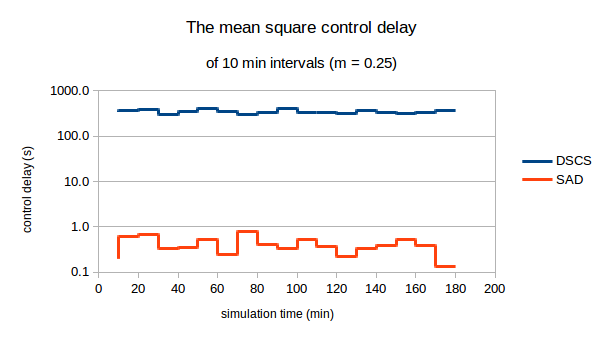 The mean square control delay
of 10 min intervals (m = 0.25)
1000.0
100.0
10.0
1.0
0.1
control delay (s)
0 20 40 60 80 100 120 140 160 180 200
simulation time (min)
DSCS
SAD